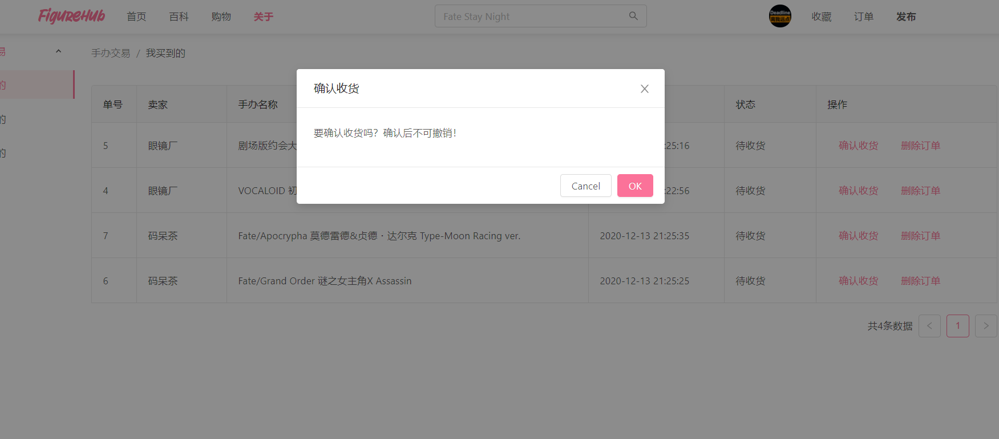 FigureHub 首页 百科 购物 关于 Fate Stay Night Deadline 离我远点 收藏 订单 发布
易 手办交易 / 我买到的
的
的
的
确认收货
要确认收货吗？确认后不可撤销！
Cancel OK
单号 卖家 手办名称 状态 操作
5 眼镜厂 剧场版约会大 :25:16 待收货 确认收货 删除订单
4 眼镜厂 VOCALOID 初 :22:56 待收货 确认收货 删除订单
7 码呆茶 Fate/Apocrypha 莫德雷德&贞德・达尔克 Type-Moon Racing ver. 2020-12-13 21:25:35 待收货 确认收货 删除订单
6 码呆茶 Fate/Grand Order 谜之女主角X Assassin 2020-12-13 21:25:25 待收货 确认收货 删除订单
共4条数据 < 1 >